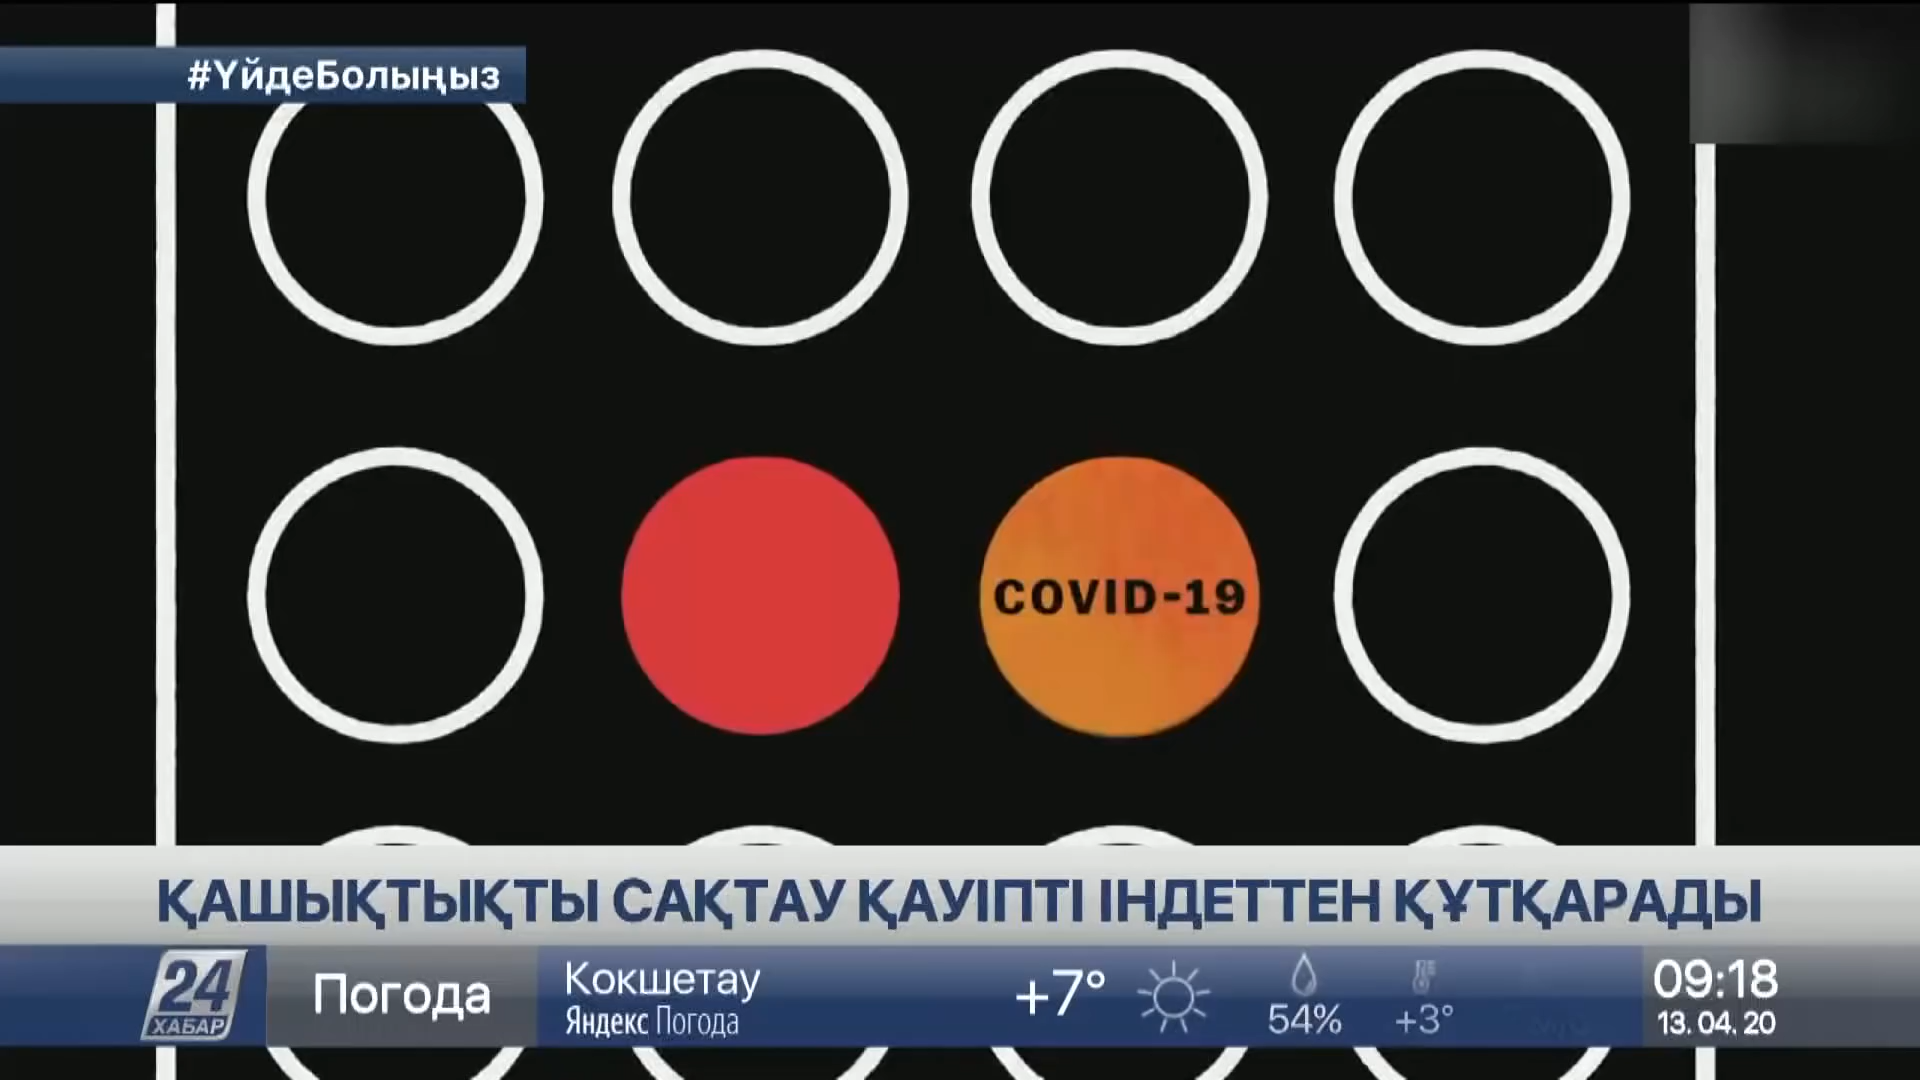 #ҮйдеБолыңыз
COVID-19
ҚАШЫҚТЫҚТЫ САҚТАУ ҚАУІПТІ ІНДЕТТЕН ҚҰТҚАРАДЫ
24
ХАБАР
Погода
Кокшетау
Яндекс Погода
+7°
54%
+3°
09:18
13. 04. 20